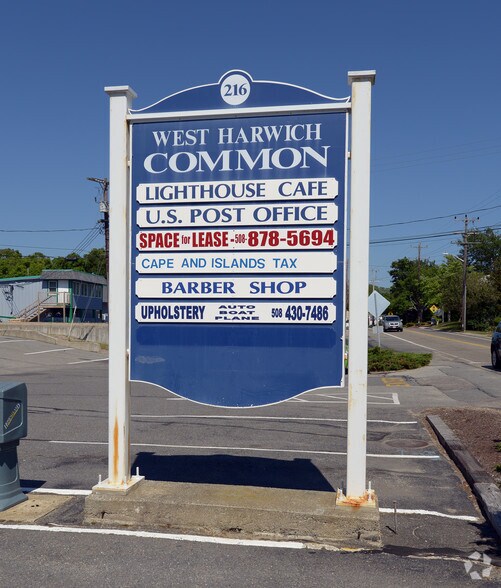 216
WEST HARWICH
COMMON
LIGHTHOUSE CAFE
U.S. POST OFFICE
SPACE for LEASE-508-878-5694
CAPE AND ISLANDS TAX
BARBER SHOP
UPHOLSTERY AUTO BOAT PLANE 508 430-7486